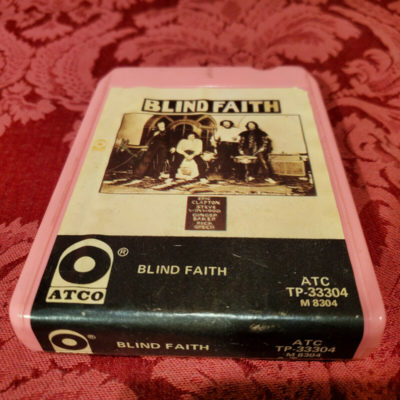 BLIND FAITH
ERIC
CLAPTON
STEVE
WINWOOD
GINGER
BAKER
RICK
GRECH
®
ATCO
BLIND FAITH
ATC
TP-33304
M 8304
BLIND FAITH
ATC
TP-33304
M 8304